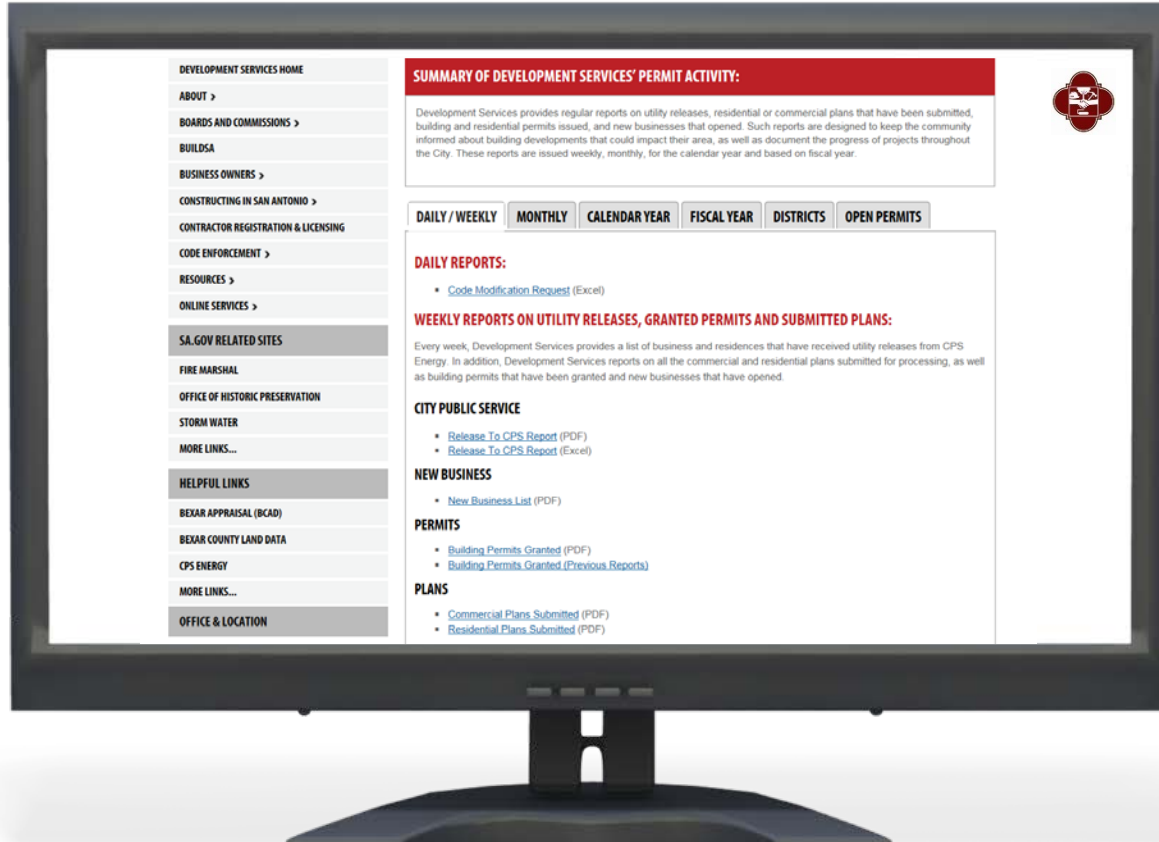 DEVELOPMENT SERVICES HOME
ABOUT >
BOARDS AND COMMISSIONS >
BUILDSA
BUSINESS OWNERS >
CONSTRUCTING IN SAN ANTONIO >
CONTRACTOR REGISTRATION & LICENSING
CODE ENFORCEMENT >
RESOURCES >
ONLINE SERVICES >
SA.GOV RELATED SITES
FIRE MARSHAL
OFFICE OF HISTORIC PRESERVATION
STORM WATER
MORE LINKS...
HELPFUL LINKS
BEXAR APPRAISAL (BCAD)
BEXAR COUNTY LAND DATA
CPS ENERGY
MORE LINKS...
OFFICE & LOCATION
SUMMARY OF DEVELOPMENT SERVICES' PERMIT ACTIVITY:
Development Services provides regular reports on utility releases, residential or commercial plans that have been submitted,
building and residential permits issued, and new businesses that opened. Such reports are designed to keep the community
informed about building developments that could impact their area, as well as document the progress of projects throughout
the City. These reports are issued weekly, monthly, for the calendar year and based on fiscal year.
DAILY / WEEKLY MONTHLY CALENDAR YEAR FISCAL YEAR DISTRICTS OPEN PERMITS
DAILY REPORTS:
▪ Code Modification Request (Excel)
WEEKLY REPORTS ON UTILITY RELEASES, GRANTED PERMITS AND SUBMITTED PLANS:
Every week, Development Services provides a list of business and residences that have received utility releases from CPS
Energy. In addition, Development Services reports on all the commercial and residential plans submitted for processing, as well
as building permits that have been granted and new businesses that have opened.
CITY PUBLIC SERVICE
▪ Release To CPS Report (PDF)
▪ Release To CPS Report (Excel)
NEW BUSINESS
▪ New Business List (PDF)
PERMITS
▪ Building Permits Granted (PDF)
▪ Building Permits Granted (Previous Reports)
PLANS
▪ Commercial Plans Submitted (PDF)
▪ Residential Plans Submitted (PDF)